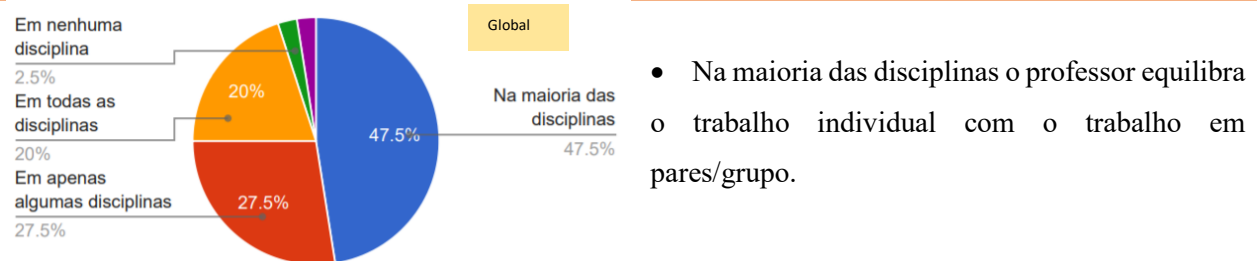 Em nenhuma
disciplina
2.5%
Em todas as
disciplinas
20%
Em apenas
algumas disciplinas
27.5%
20%
27.5%
47.5%
Global
Na maioria das
disciplinas
47.5%
• Na maioria das disciplinas o professor equilibra
o trabalho individual com o trabalho em
pares/grupo.